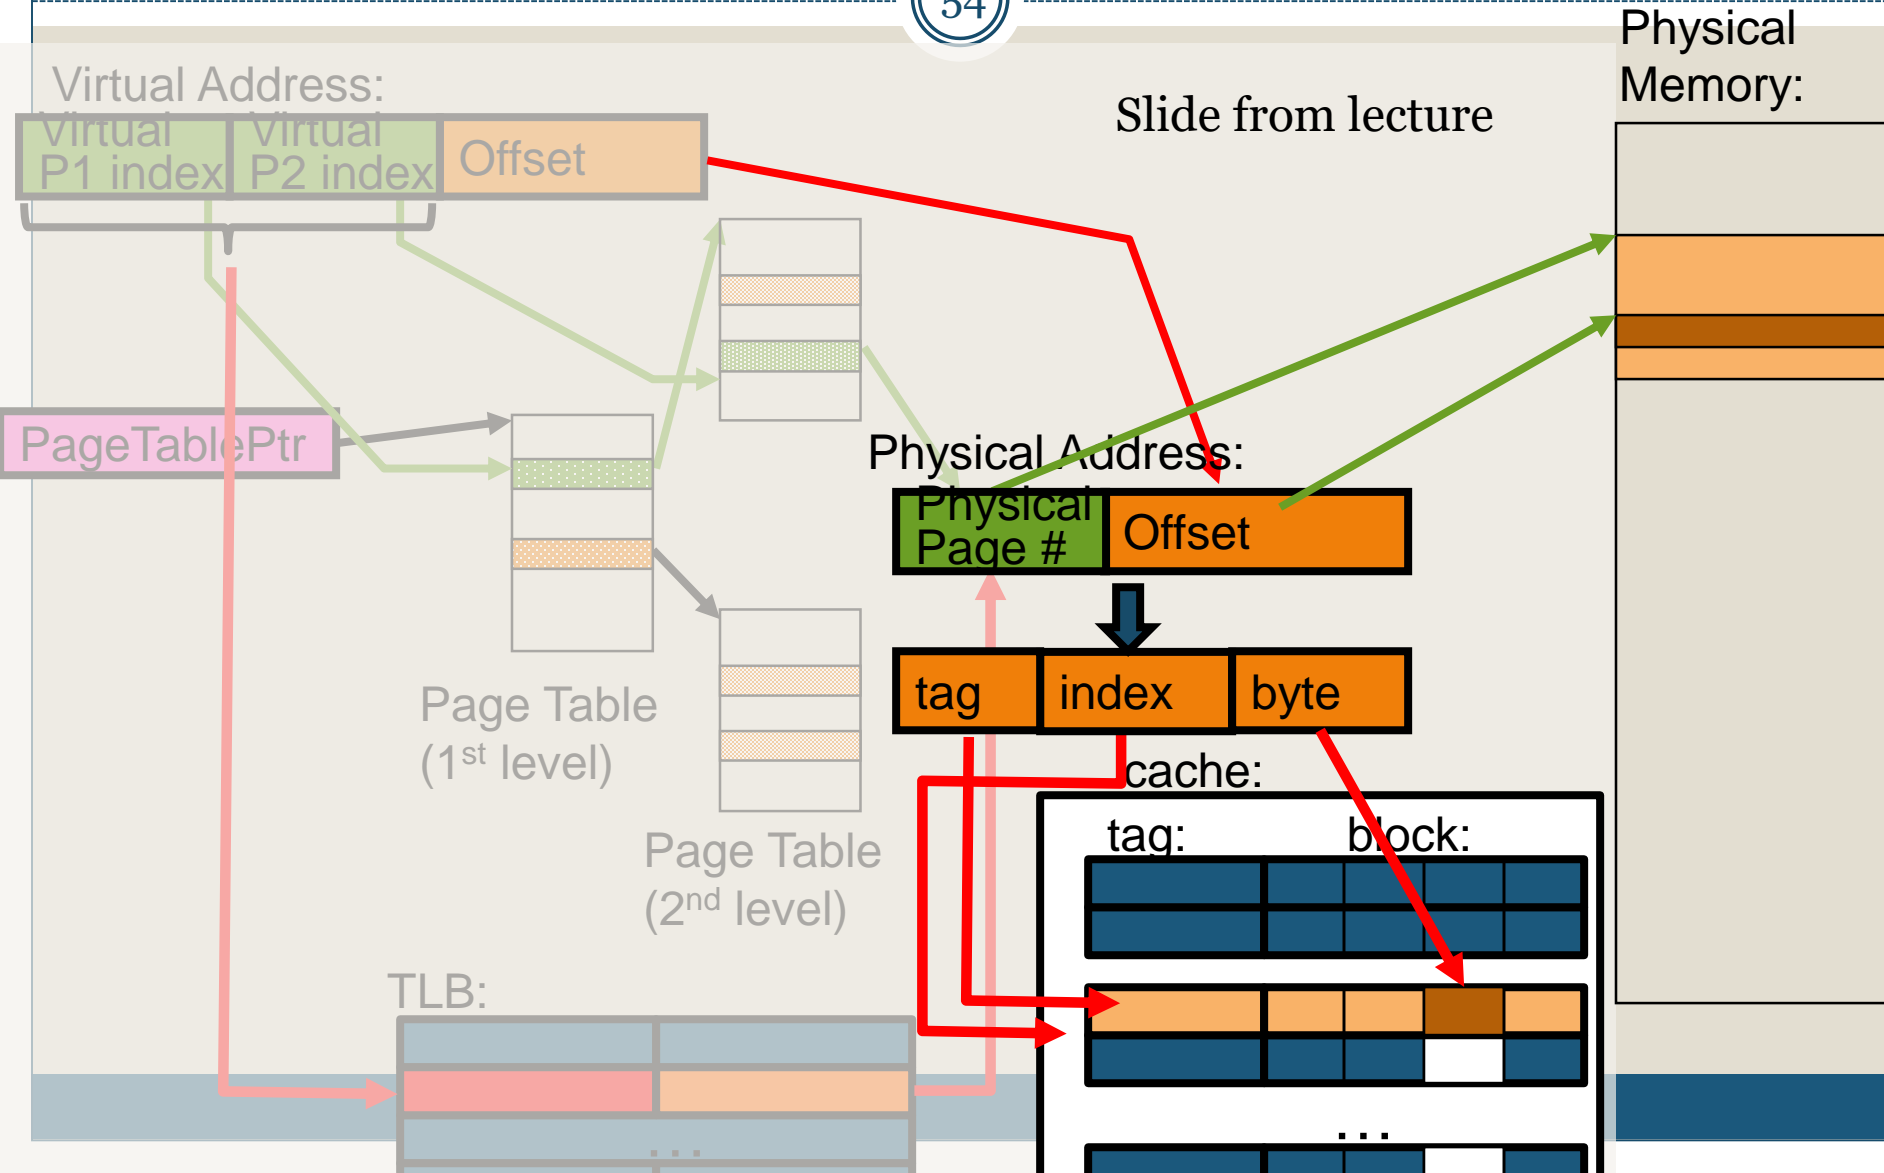 54
Physical
Memory:
Virtual Address:
Slide from lecture
Virtual
P1 index
Virtual
P2 index
Offset
PageTablePtr
Physical Address:
Physical
Page #
Offset
tag
index
byte
Page Table
(1st level)
cache:
tag:
block:
Page Table
(2nd level)
TLB:
...
...